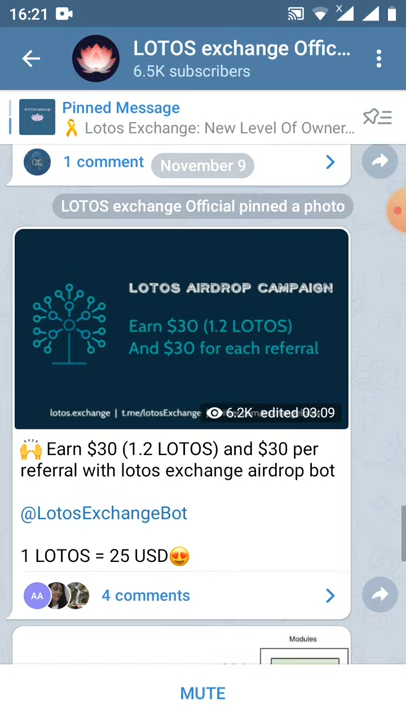 16:21
LOTOS exchange Offic...
6.5K subscribers
Pinned Message
🎗 Lotos Exchange: New Level Of Owner...
1 comment
November 9
LOTOS exchange Official pinned a photo
LOTOS AIRDROP CAMPAIGN
Earn $30 (1.2 LOTOS)
And $30 for each referral
lotos.exchange | t.me/lotosExchange
6.2K edited 03:09
🙌 Earn $30 (1.2 LOTOS) and $30 per
referral with lotos exchange airdrop bot
@LotosExchangeBot
1 LOTOS = 25 USD😍
AA
4 comments
Modules
MUTE